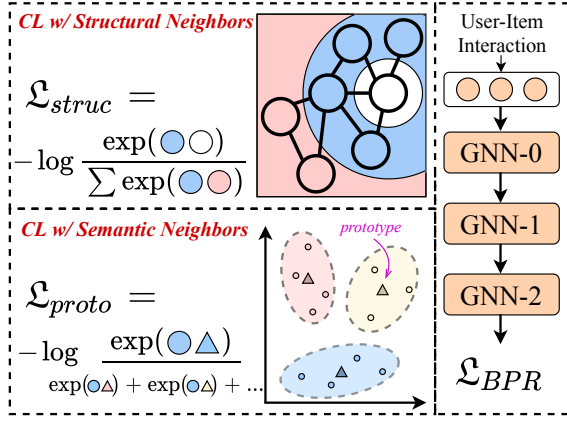 CL w/ Structural Neighbors
𝔏struc =
− log exp( )
∑ exp( )
CL w/ Semantic Neighbors
prototype
𝔏proto =
−log exp( )
exp( ) + exp( ) + ...
User-Item
Interaction
GNN-0
GNN-1
GNN-2
𝔏BPR